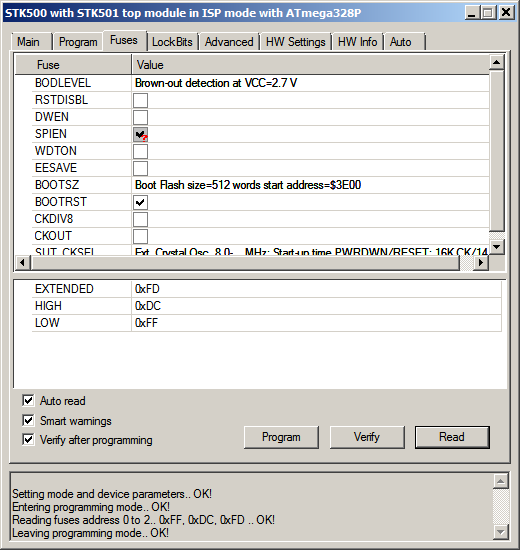 STK500 with STK501 top module in ISP mode with ATmega328P
Main Program Fuses LockBits Advanced HW Settings HW Info Auto
Fuse Value
BODLEVEL Brown-out detection at VCC=2.7 V
RSTDISBL
DWEN
SPIEN
WDTON
EESAVE
BOOTSZ Boot Flash size=512 words start address=$3E00
BOOTRST
CKDIV8
CKOUT
SUT_CKSEL Ext. Crystal Osc. 8.0-... MHz; Start-up time PWRDWN/RESET: 16K CK/14
EXTENDED 0xFD
HIGH 0xDC
LOW 0xFF
Auto read
Smart warnings
Verify after programming
Program Verify Read
Setting mode and device parameters.. OK!
Entering programming mode.. OK!
Reading fuses address 0 to 2.. 0xFF, 0xDC, 0xFD .. OK!
Leaving programming mode.. OK!